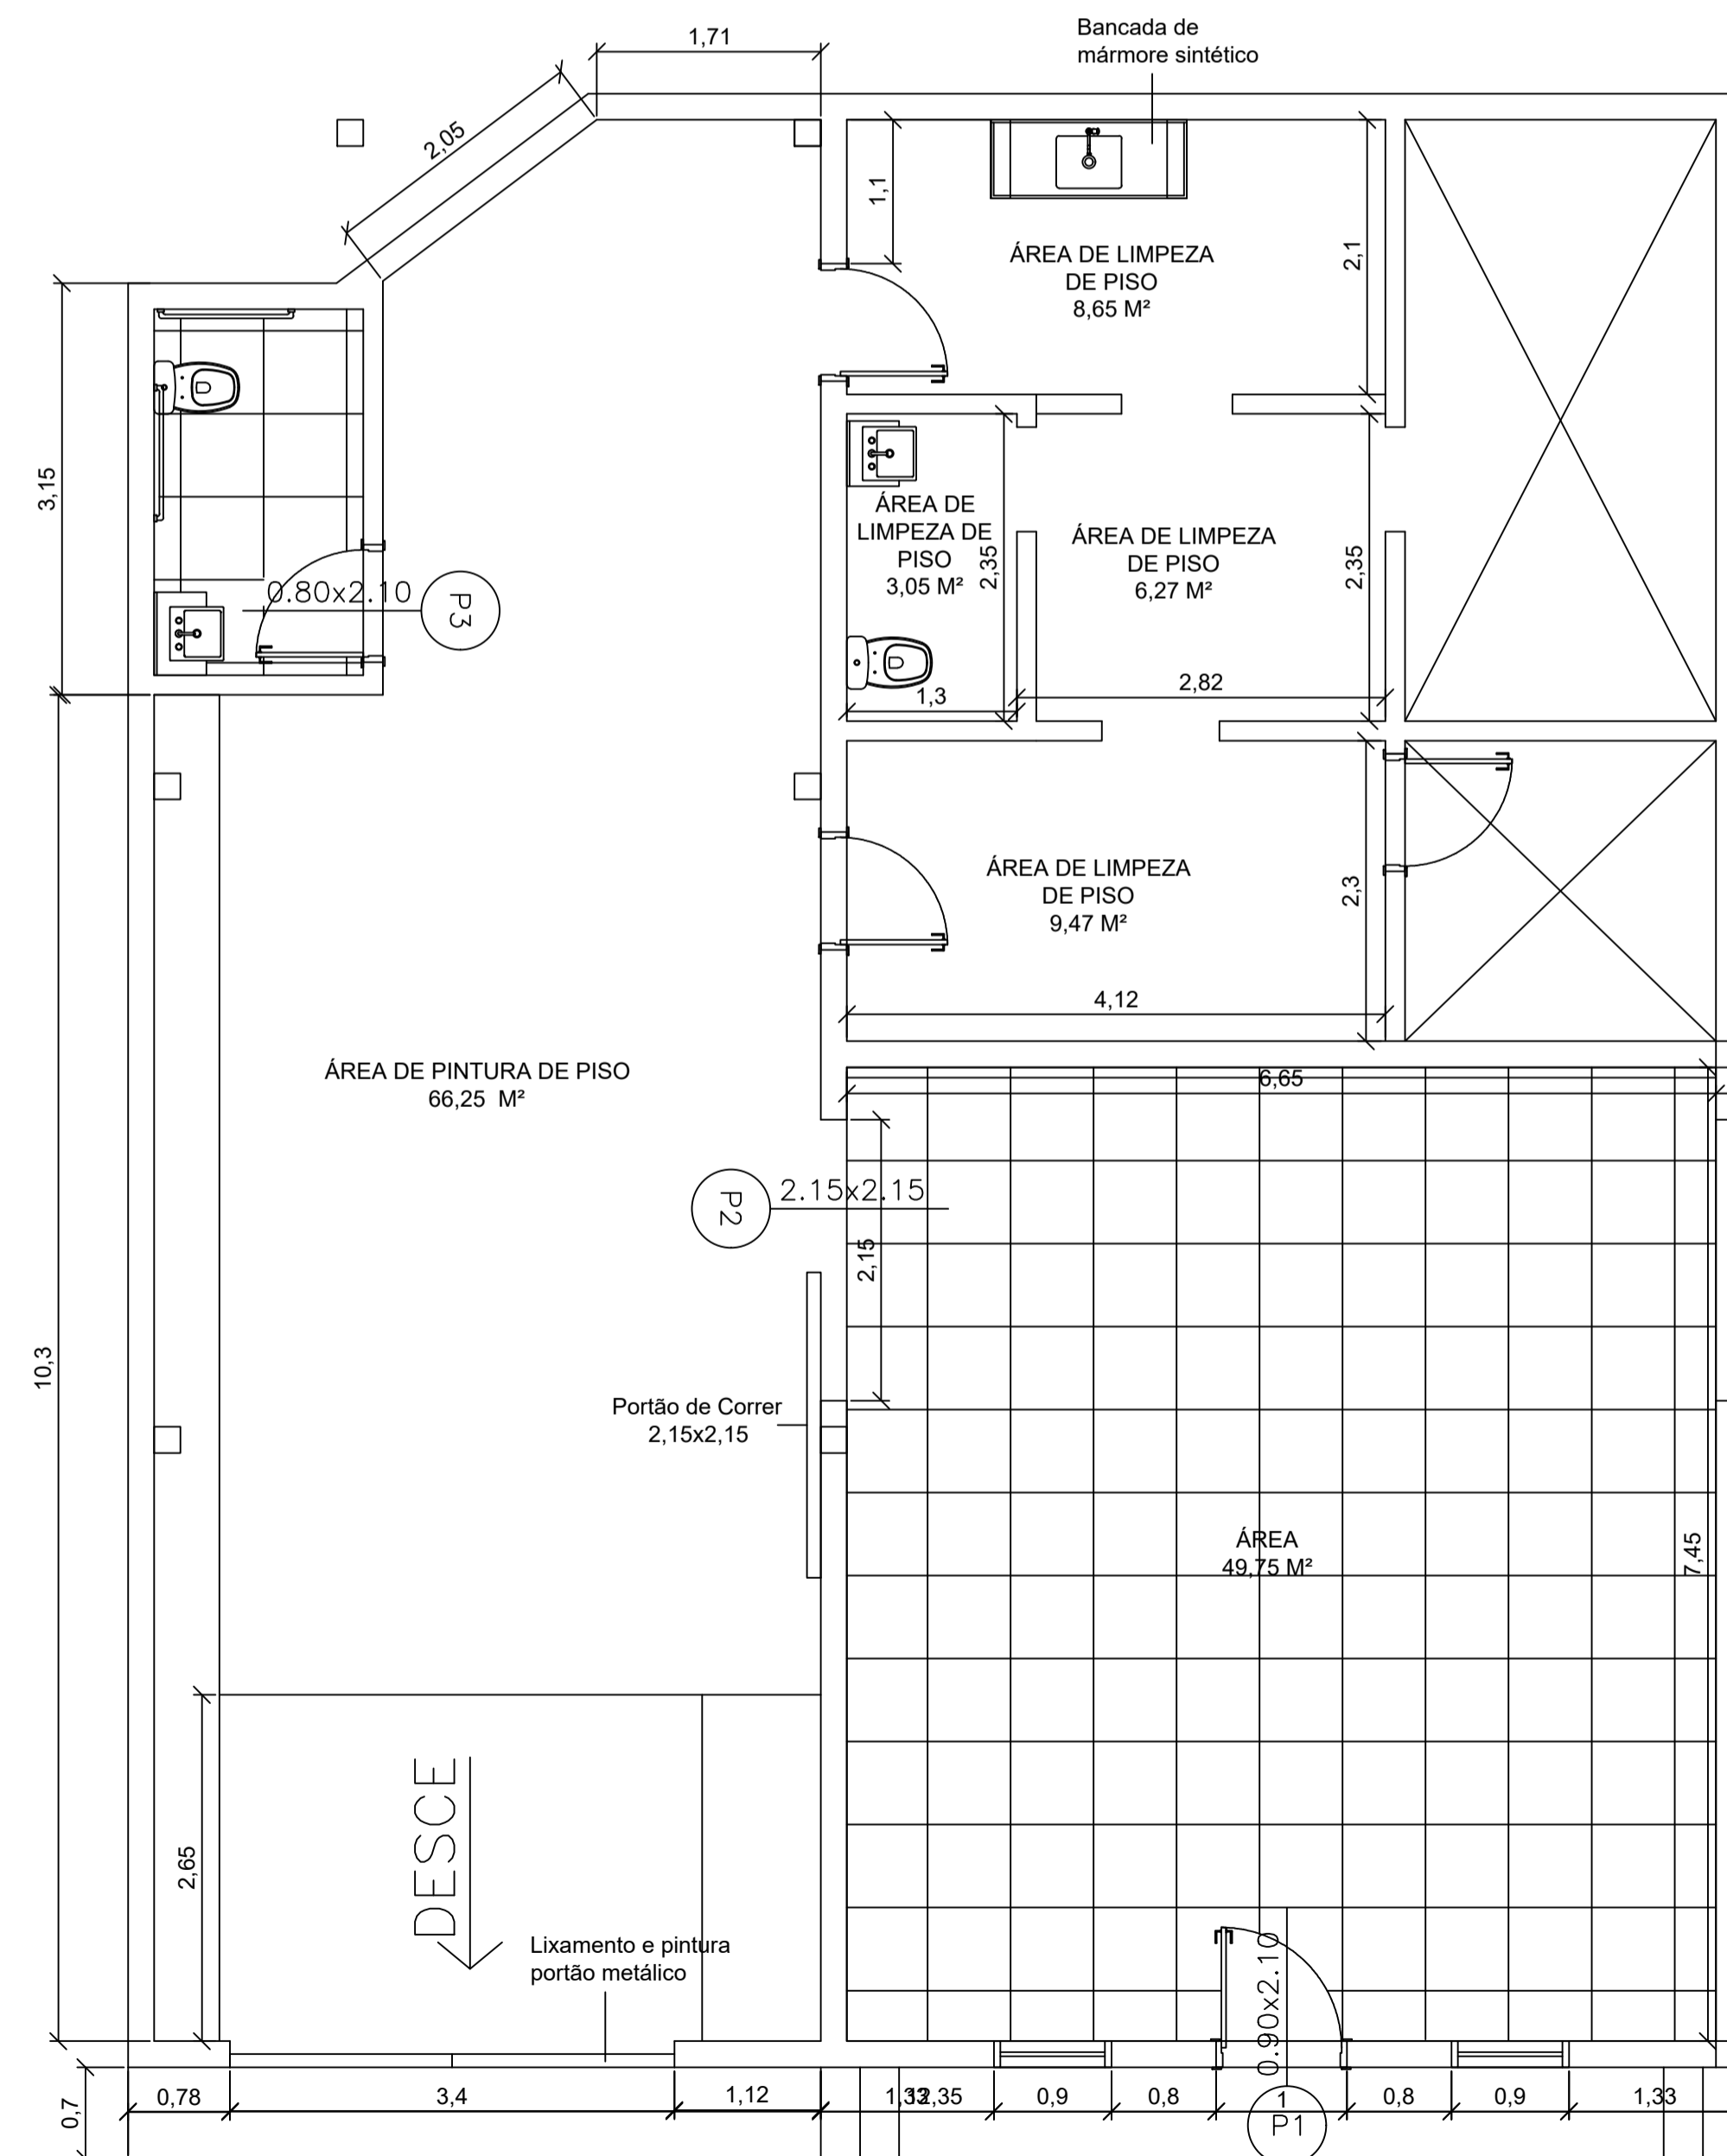 Bancada de
mármore sintético
1,71
2,05
1,1
2,1
ÁREA DE LIMPEZA
DE PISO
8,65 M²
3,15
0.80x2.10
P3
ÁREA DE
LIMPEZA DE
PISO
3,05 M²
2,35
ÁREA DE LIMPEZA
DE PISO
6,27 M²
2,35
1,3
2,82
ÁREA DE LIMPEZA
DE PISO
9,47 M²
2,3
4,12
ÁREA DE PINTURA DE PISO
66,25 M²
6,65
P2
2.15x2.15
2,15
10,3
Portão de Correr
2,15x2,15
ÁREA
49,75 M²
7,45
2,65
DESCE
Lixamento e pintura
portão metálico
0.90x2.10
P1
0,7
0,78
3,4
1,12
1,33
12,35
0,9
0,8
1
0,8
0,9
1,33